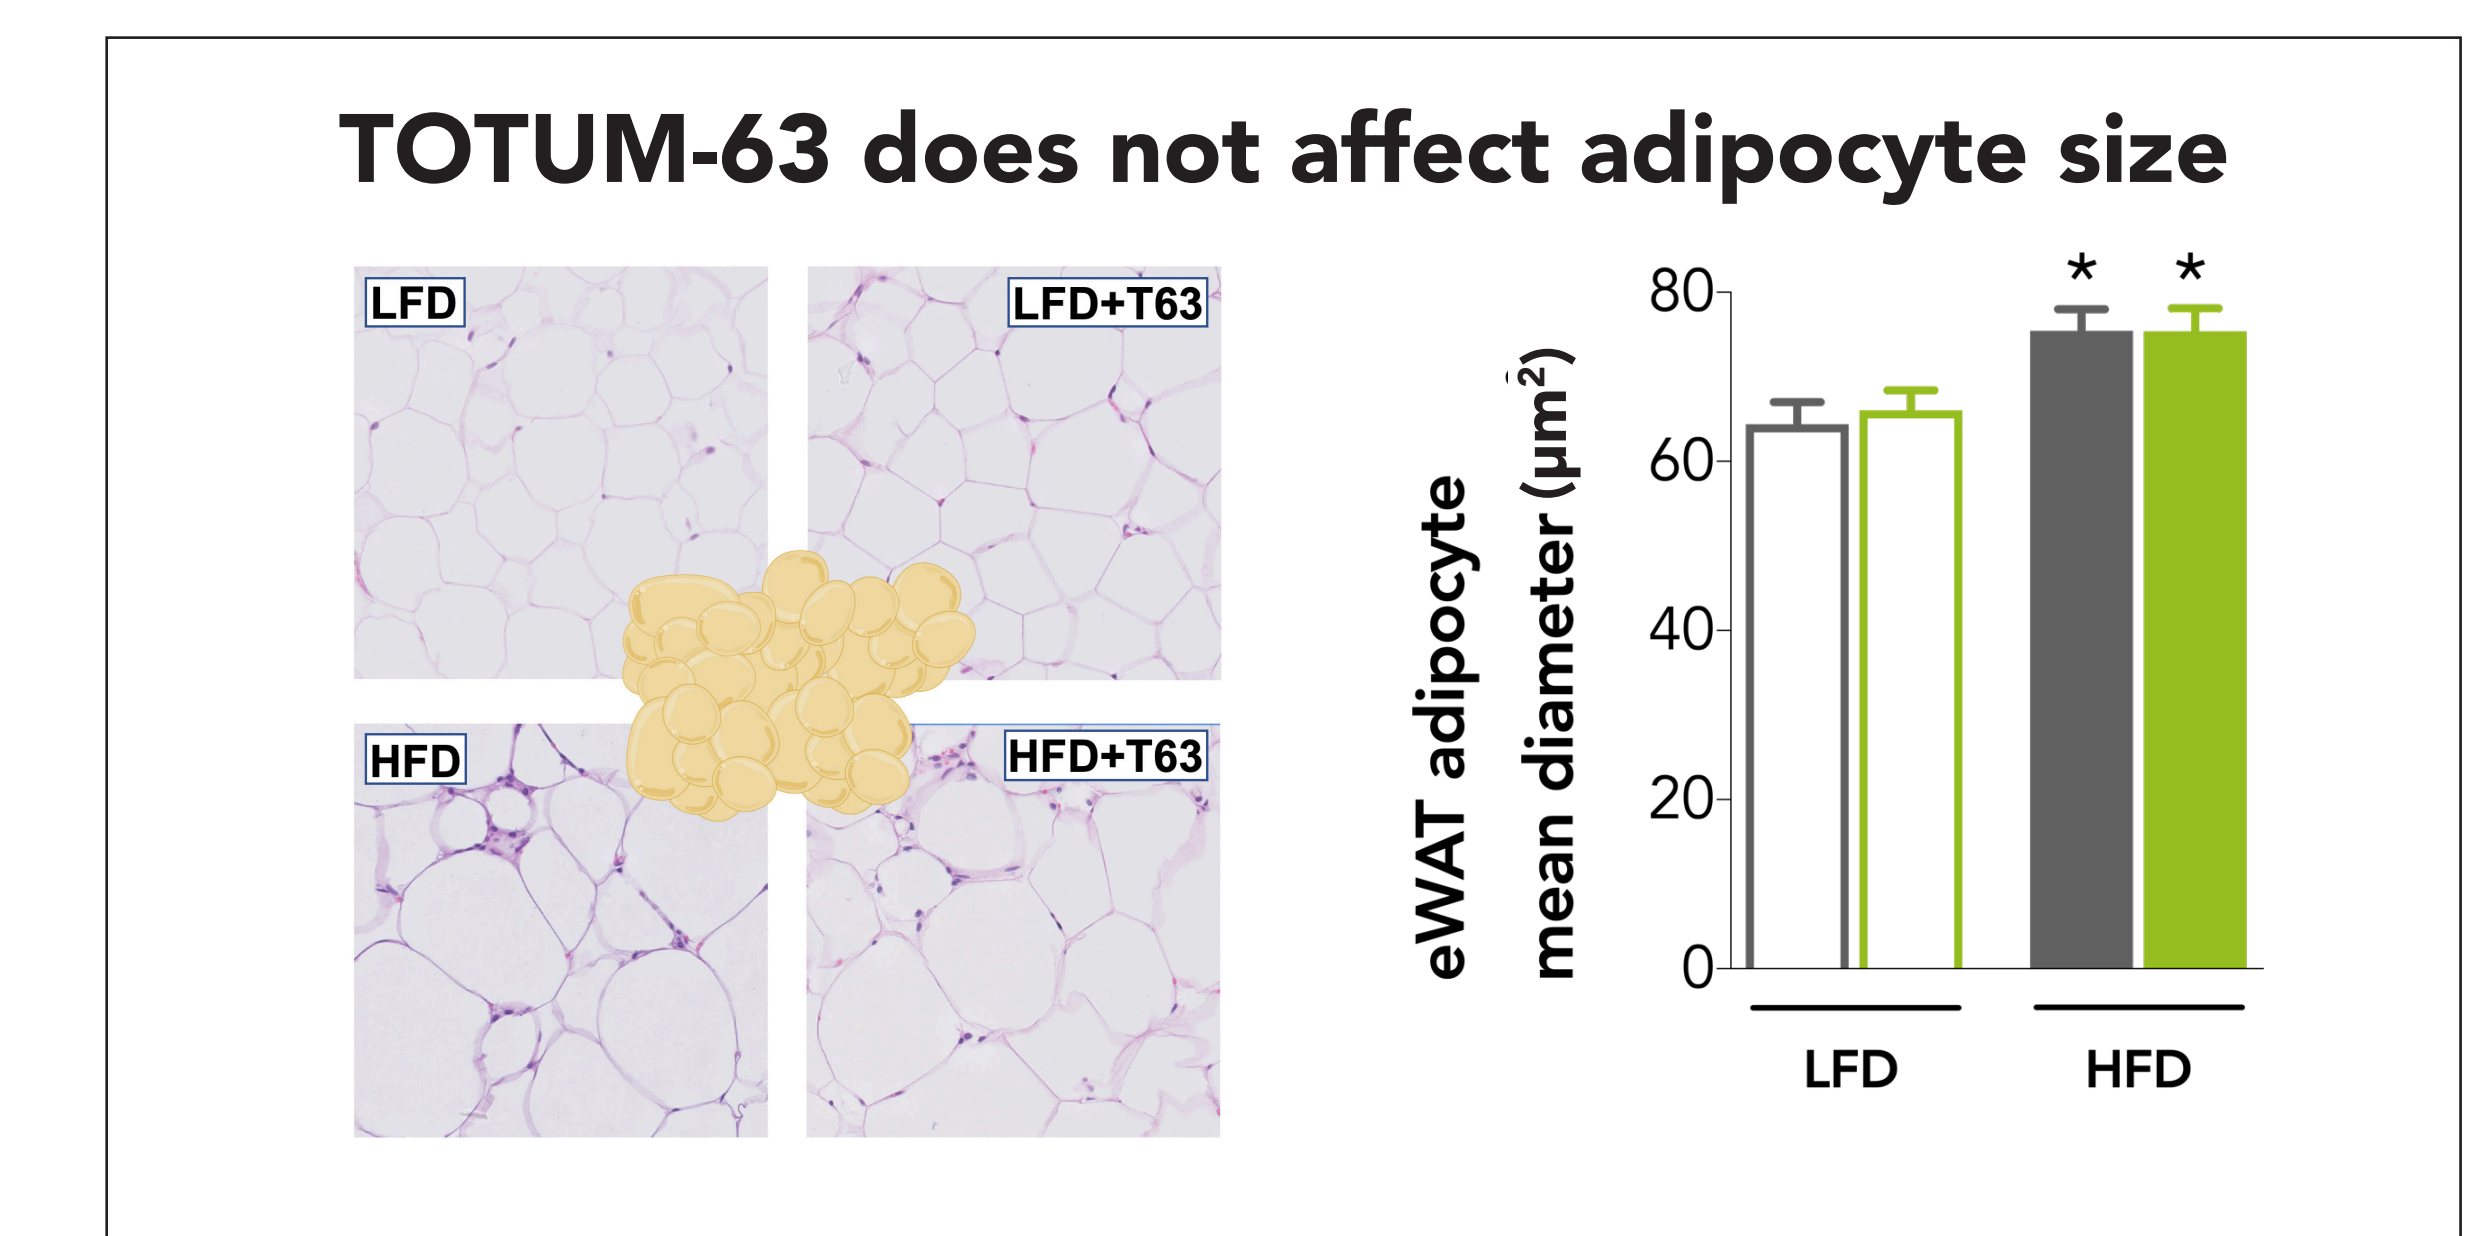 TOTUM-63 does not affect adipocyte size
LFD
LFD+T63
HFD
HFD+T63
eWAT adipocyte
mean diameter (µm²)
80
60
40
20
0
* *
LFD
HFD